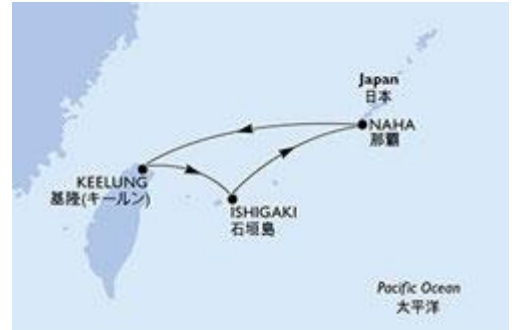 Japan
日本
NAHA
那覇
KEELUNG
基隆(キールン)
ISHIGAKI
石垣島
Pacific Ocean
太平洋